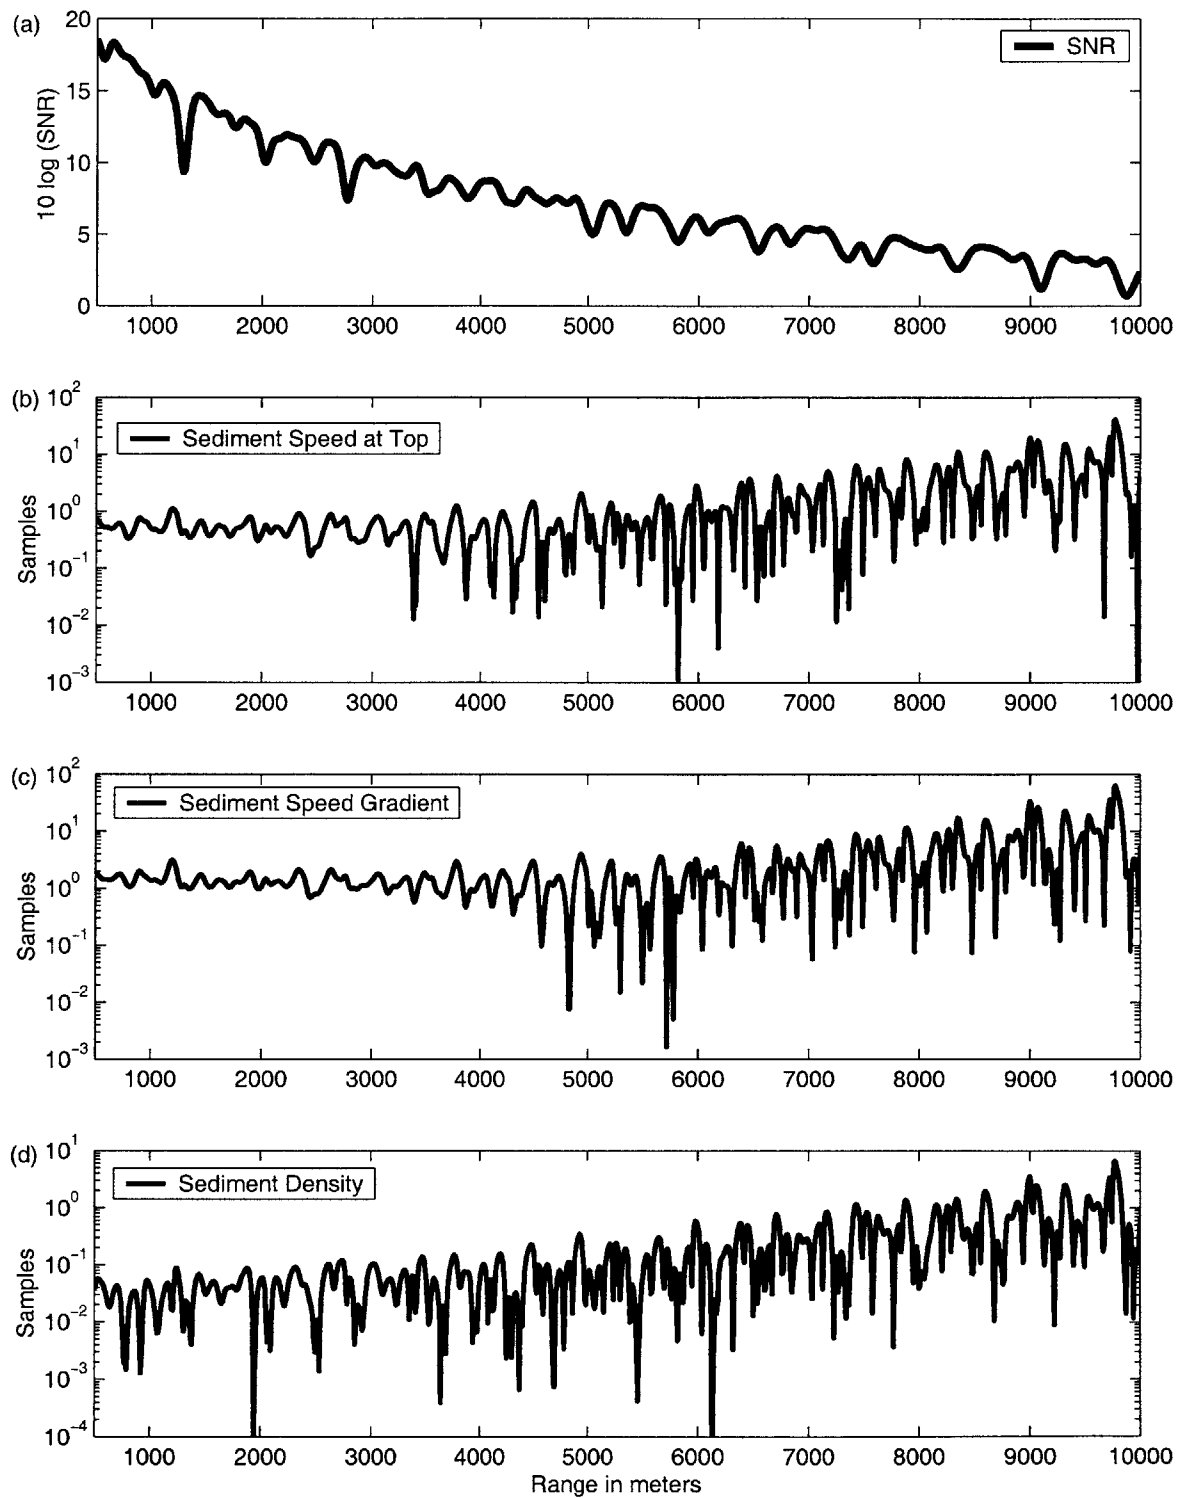 (a)
20
15
10
5
0
10 log (SNR)
SNR
1000 2000 3000 4000 5000 6000 7000 8000 9000 10000
(b)
10^2
10^1
10^0
10^-1
10^-2
10^-3
Samples
Sediment Speed at Top
1000 2000 3000 4000 5000 6000 7000 8000 9000 10000
(c)
10^2
10^1
10^0
10^-1
10^-2
10^-3
Samples
Sediment Speed Gradient
1000 2000 3000 4000 5000 6000 7000 8000 9000 10000
(d)
10^1
10^0
10^-1
10^-2
10^-3
10^-4
Samples
Sediment Density
1000 2000 3000 4000 5000 6000 7000 8000 9000 10000
Range in meters